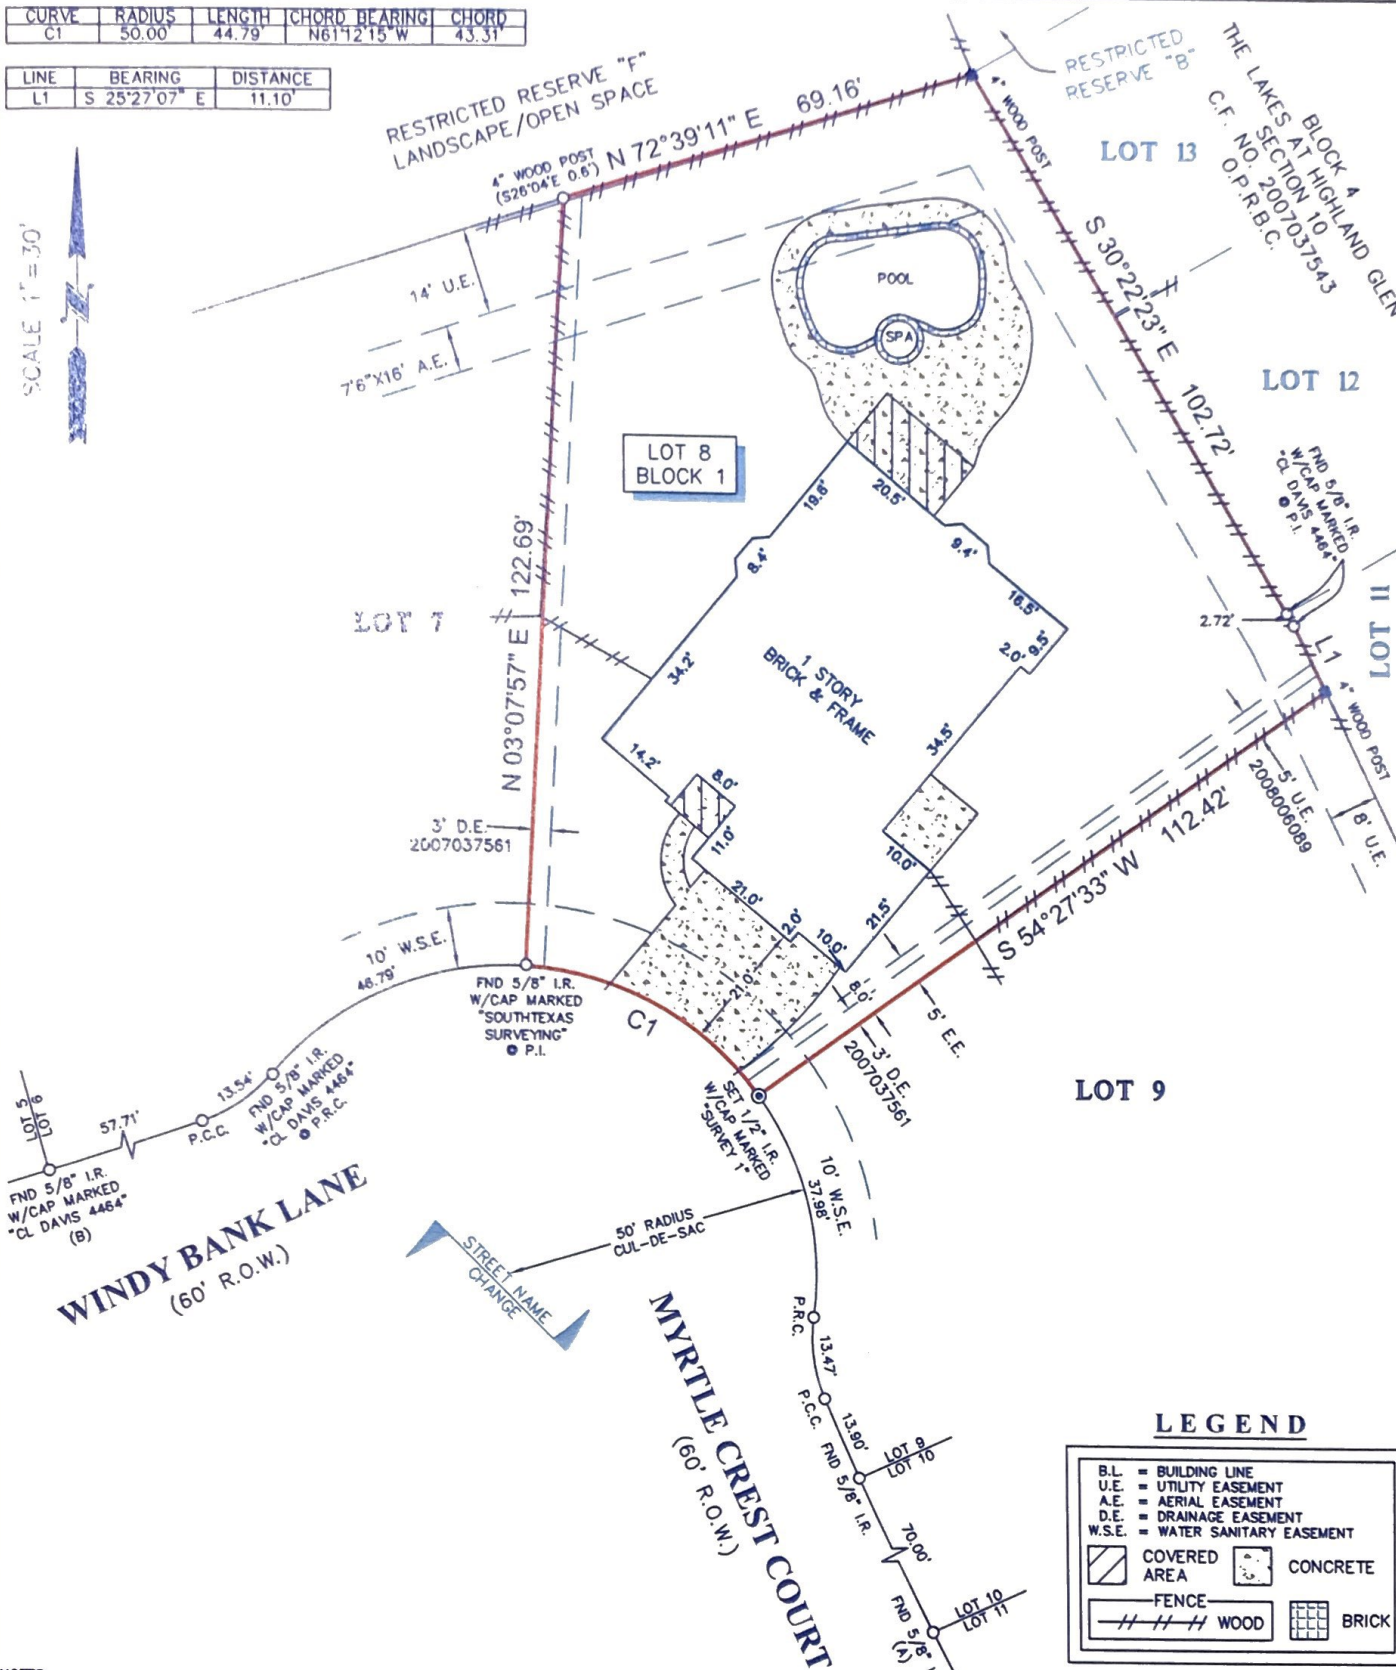 CURVE RADIUS LENGTH CHORD BEARING CHORD
C1 50.00' 44.79' N61°12'15"W 43.31'
LINE BEARING DISTANCE
L1 S 25°27'07" E 11.10'
SCALE 1"=30'
Z
RESTRICTED RESERVE "F"
LANDSCAPE/OPEN SPACE
4" WOOD POST
(S26°04'E 0.6')
N 72°39'11" E 69.16'
4" WOOD POST
RESTRICTED
RESERVE "B"
BLOCK 4
THE LAKES AT HIGHLAND GLEN
SECTION 10
C.F. NO. 2007037543
O.P.R.B.C.
LOT 13
S 30°22'23" E 102.72'
LOT 12
14' U.E.
7'6"X16' A.E.
POOL
SPA
LOT 8
BLOCK 1
FND 5/8" I.R.
W/CAP MARKED
"CL DAVIS 4464"
@ P.I.
LOT 11
2.72'
L1
4" WOOD POST
LOT 7
N 03°07'57" E 122.69'
19.6'
20.5'
8.4'
9.4'
16.5'
9.5'
2.0'
34.2'
1 STORY
BRICK & FRAME
34.5'
14.2'
8.0'
11.0'
10.0'
21.0'
2.0'
10.0'
21.5'
21.0'
8.0'
3' D.E.
2007037561
5' U.E.
2008006089
8' U.E.
S 54°27'33" W 112.42'
5' E.E.
3' D.E.
2007037561
LOT 9
10' W.S.E.
46.79'
FND 5/8" I.R.
W/CAP MARKED
"SOUTHTEXAS
SURVEYING"
@ P.I.
C1
SET 1/2" I.R.
W/CAP MARKED
"SURVEY 1"
13.54'
FND 5/8" I.R.
W/CAP MARKED
"CL DAVIS 4464"
@ P.R.C.
P.C.C.
57.71'
LOT 5
LOT 6
FND 5/8" I.R.
W/CAP MARKED
"CL DAVIS 4464"
(B)
WINDY BANK LANE
(60' R.O.W.)
STREET NAME
CHANGE
50' RADIUS
CUL-DE-SAC
10' W.S.E.
37.98'
P.R.C.
13.47'
P.C.C.
13.90'
FND 5/8" I.R.
LOT 9
LOT 10
70.00'
LOT 10
LOT 11
FND 5/8"
(A)
MYRTLE CREST COURT
(60' R.O.W.)
LEGEND
B.L. = BUILDING LINE
U.E. = UTILITY EASEMENT
A.E. = AERIAL EASEMENT
D.E. = DRAINAGE EASEMENT
W.S.E. = WATER SANITARY EASEMENT
COVERED
AREA
CONCRETE
FENCE
WOOD
BRICK